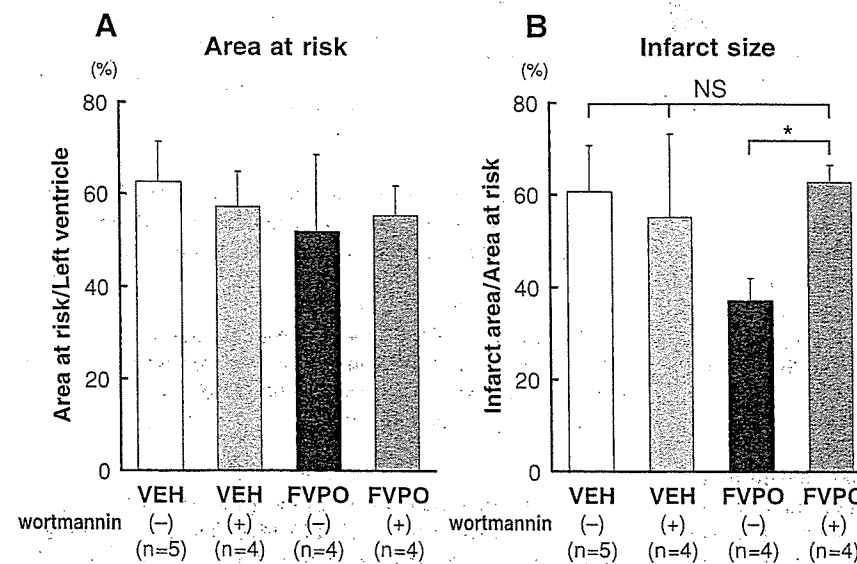 A
Area at risk
(%)
80
60
40
20
0
Area at risk/Left ventricle
VEH VEH FVPO FVPO
wortmannin (–) (+) (–) (+)
(n=5) (n=4) (n=4) (n=4)
B
Infarct size
(%)
NS
*
80
60
40
20
0
Infarct area/Area at risk
VEH VEH FVPO FVPO
wortmannin (–) (+) (–) (+)
(n=5) (n=4) (n=4) (n=4)